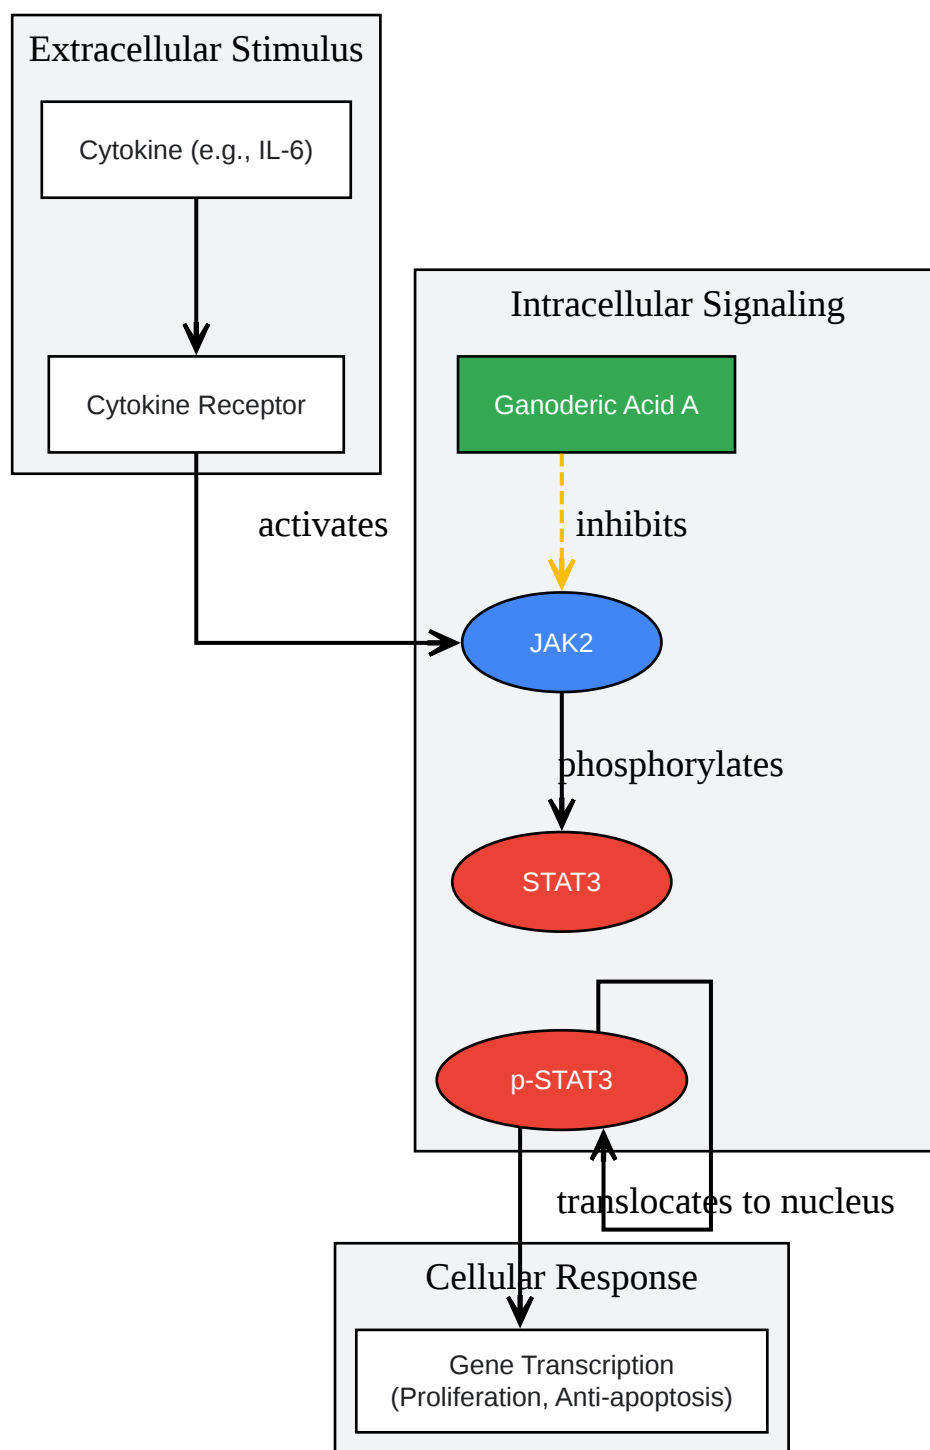 Extracellular Stimulus
Cytokine (e.g., IL-6)
Intracellular Signaling
Cytokine Receptor
Ganoderic Acid A
activates
inhibits
JAK2
phosphorylates
STAT3
p-STAT3
translocates to nucleus
Cellular Response
Gene Transcription
(Proliferation, Anti-apoptosis)